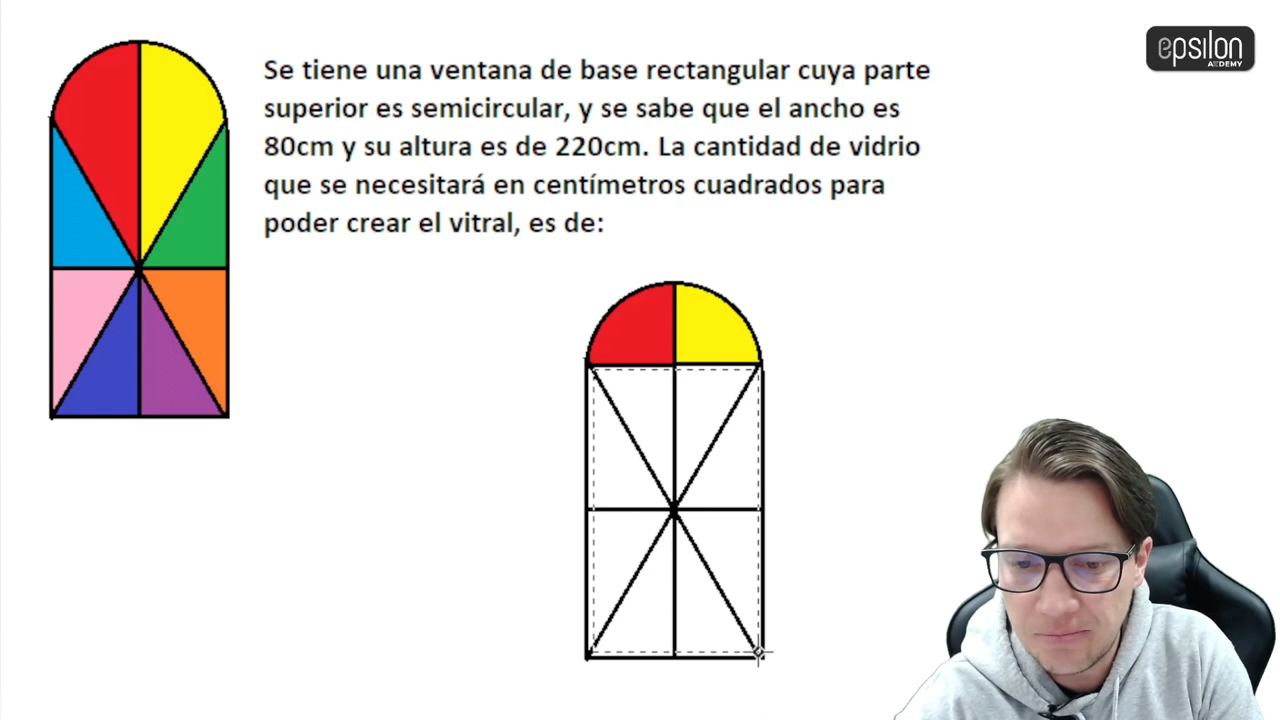 epsilon
AKDEMY
Se tiene una ventana de base rectangular cuya parte
superior es semicircular, y se sabe que el ancho es
80cm y su altura es de 220cm. La cantidad de vidrio
que se necesitará en centímetros cuadrados para
poder crear el vitral, es de: